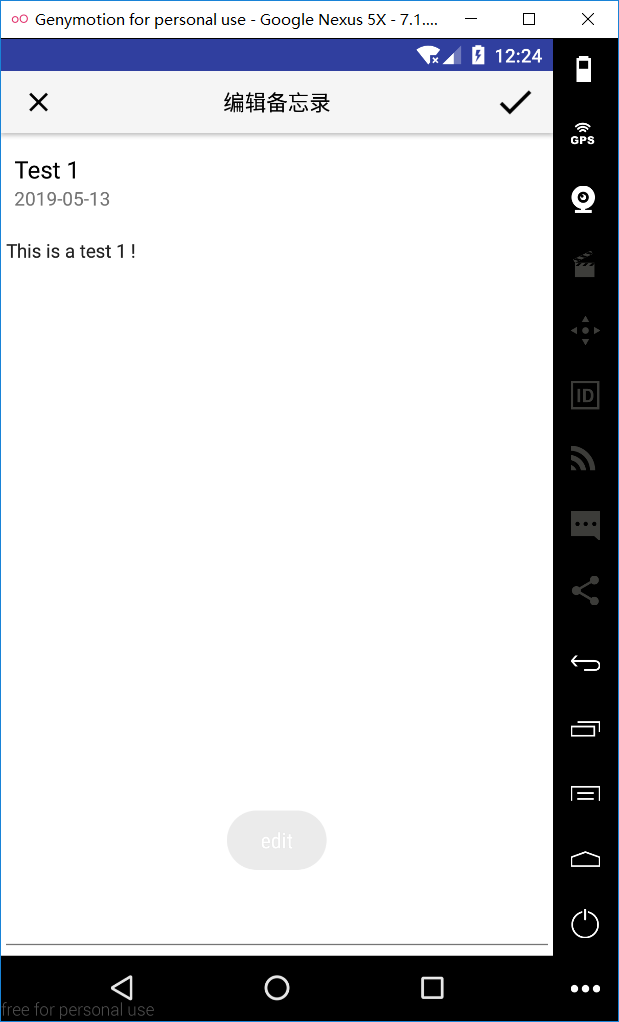 Genymotion for personal use - Google Nexus 5X - 7.1....
12:24
编辑备忘录
GPS
Test 1
2019-05-13
This is a test 1 !
ID
edit
free for personal use